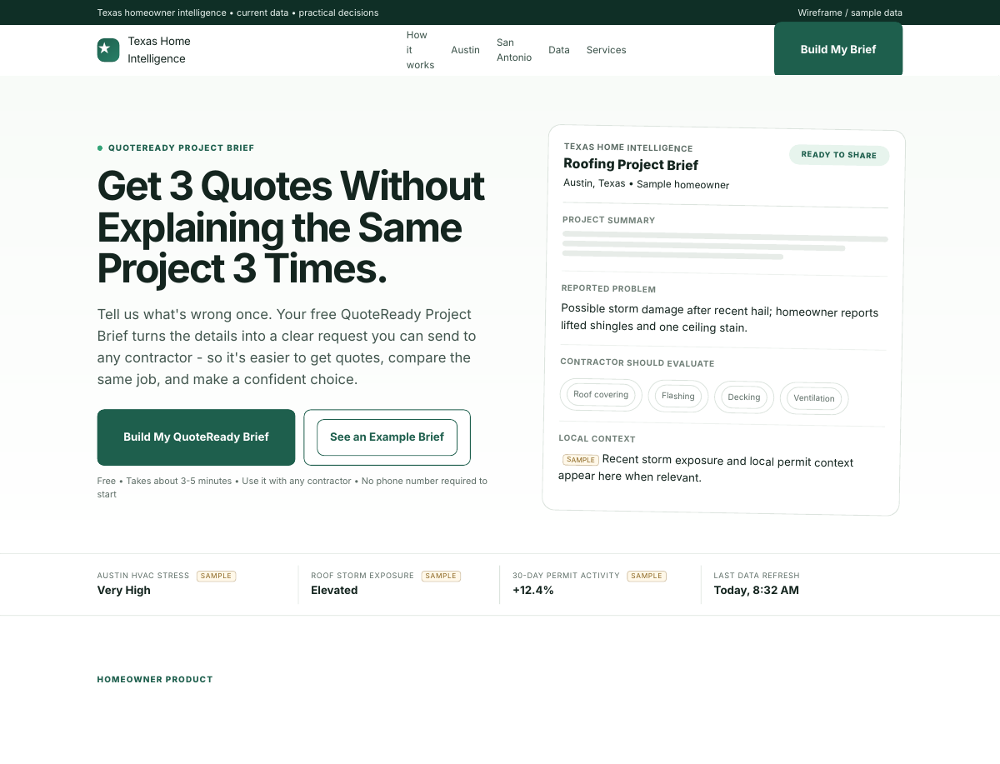 Texas homeowner intelligence • current data • practical decisions
Wireframe / sample data
Texas Home
Intelligence
How
it
works
Austin
San
Antonio
Data
Services
Build My Brief
QUOTEREADY PROJECT BRIEF
Get 3 Quotes Without
Explaining the Same
Project 3 Times.
Tell us what's wrong once. Your free QuoteReady Project
Brief turns the details into a clear request you can send to
any contractor - so it's easier to get quotes, compare the
same job, and make a confident choice.
Build My QuoteReady Brief
See an Example Brief
Free • Takes about 3-5 minutes • Use it with any contractor • No phone number required to
start
TEXAS HOME INTELLIGENCE
Roofing Project Brief
Austin, Texas • Sample homeowner
READY TO SHARE
PROJECT SUMMARY
REPORTED PROBLEM
Possible storm damage after recent hail; homeowner reports
lifted shingles and one ceiling stain.
CONTRACTOR SHOULD EVALUATE
Roof covering
Flashing
Decking
Ventilation
LOCAL CONTEXT
SAMPLE Recent storm exposure and local permit context
appear here when relevant.
AUSTIN HVAC STRESS SAMPLE
Very High
ROOF STORM EXPOSURE SAMPLE
Elevated
30-DAY PERMIT ACTIVITY SAMPLE
+12.4%
LAST DATA REFRESH
Today, 8:32 AM
HOMEOWNER PRODUCT